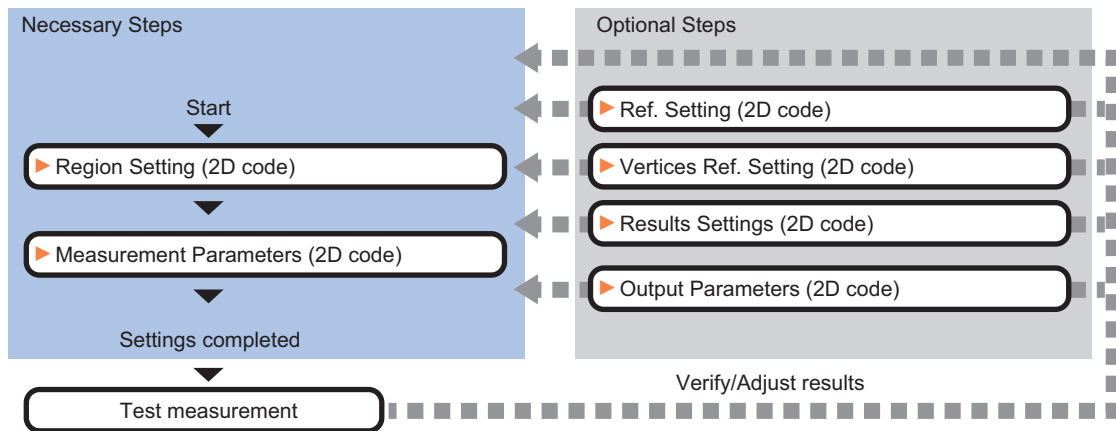 Necessary Steps
Start
Region Setting (2D code)
Measurement Parameters (2D code)
Settings completed
Test measurement
Optional Steps
Ref. Setting (2D code)
Vertices Ref. Setting (2D code)
Results Settings (2D code)
Output Parameters (2D code)
Verify/Adjust results